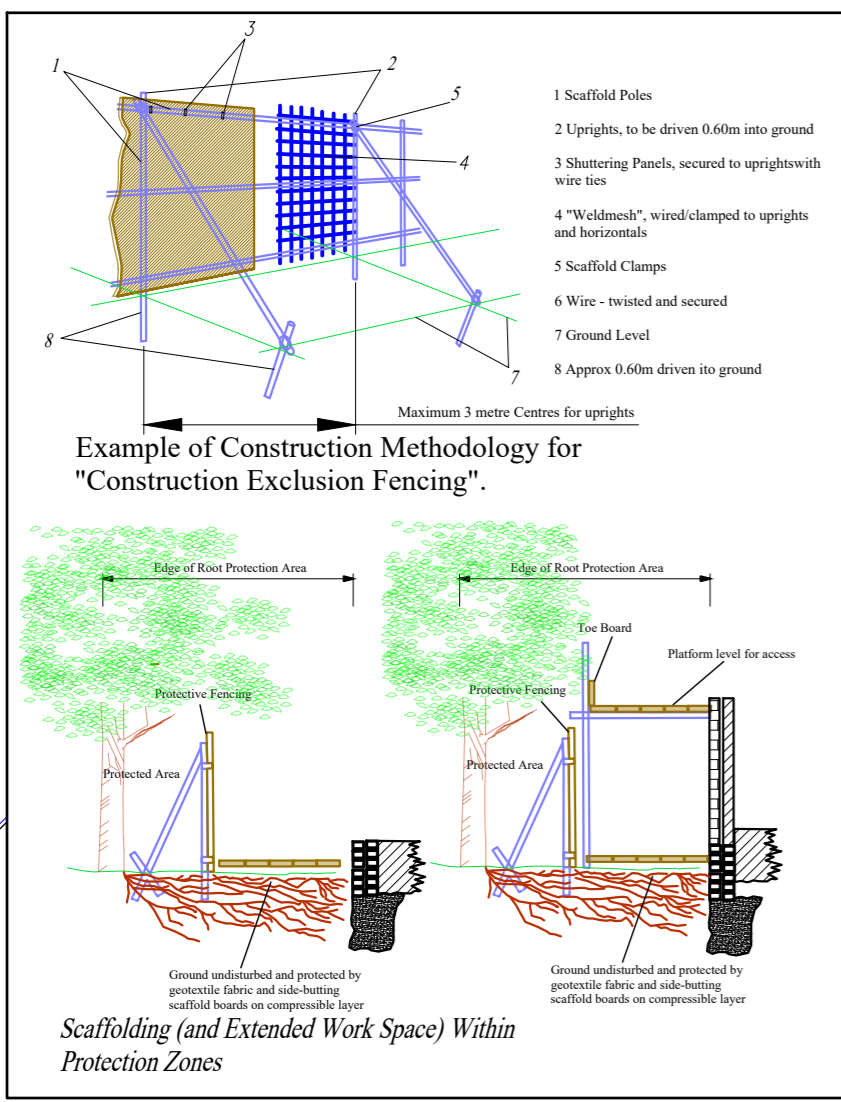 3
1
2
5
4
8
7
1 Scaffold Poles
2 Uprights, to be driven 0.60m into ground
3 Shuttering Panels, secured to uprightswith
wire ties
4 "Weldmesh", wired/clamped to uprights
and horizontals
5 Scaffold Clamps
6 Wire - twisted and secured
7 Ground Level
8 Approx 0.60m driven ito ground
Maximum 3 metre Centres for uprights
Example of Construction Methodology for
"Construction Exclusion Fencing".
Edge of Root Protection Area
Protective Fencing
Protected Area
Ground undisturbed and protected by
geotextile fabric and side-butting
scaffold boards on compressible layer
Edge of Root Protection Area
Toe Board
Platform level for access
Protective Fencing
Protected Area
Ground undisturbed and protected by
geotextile fabric and side-butting
scaffold boards on compressible layer
Scaffolding (and Extended Work Space) Within
Protection Zones